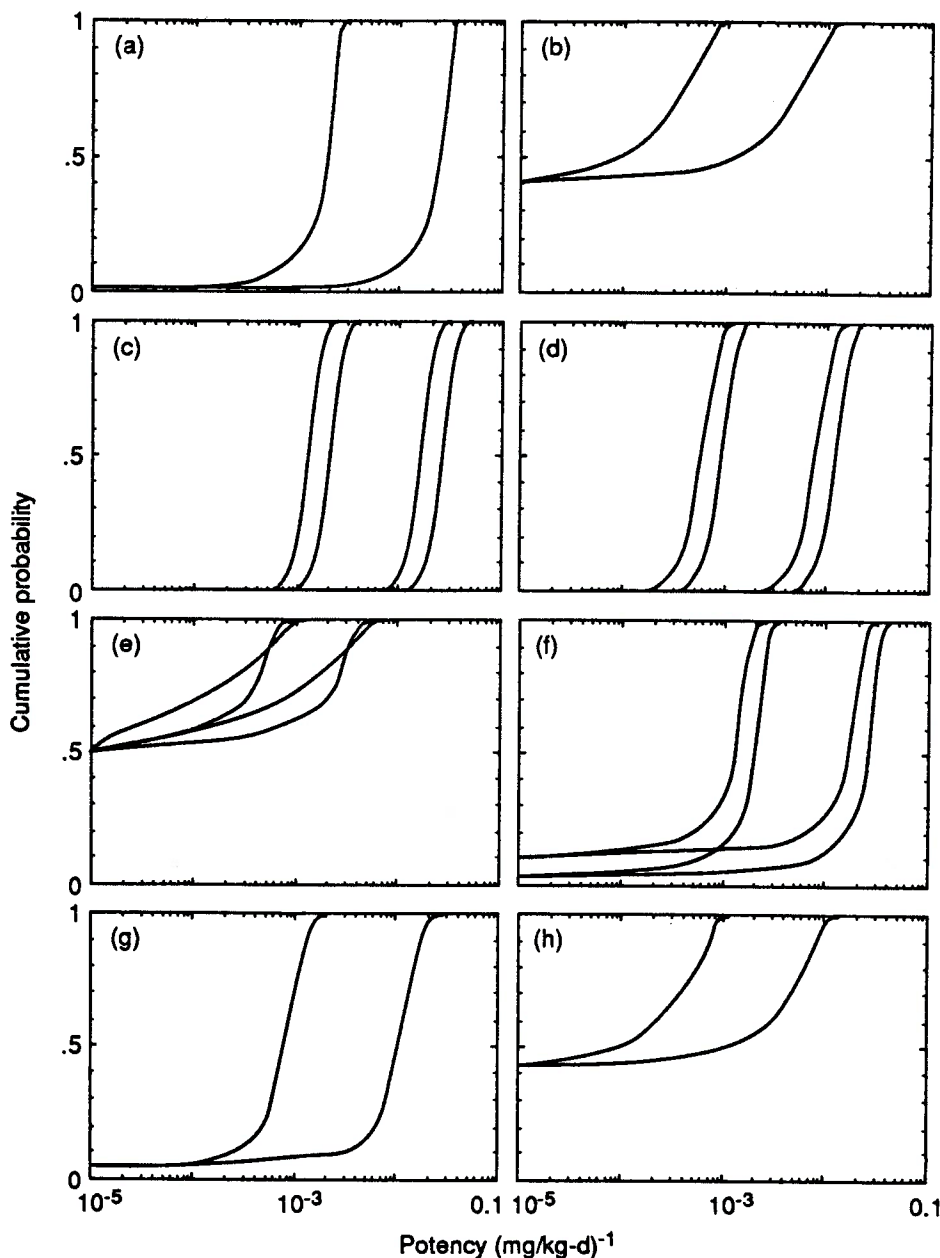 (a)
(b)
1
.5
0
(c)
(d)
1
.5
0
(e)
(f)
1
.5
0
(g)
(h)
1
.5
0
10-5
10-3
0.1
10-5
10-3
0.1
Cumulative probability
Potency (mg/kg-d)-1